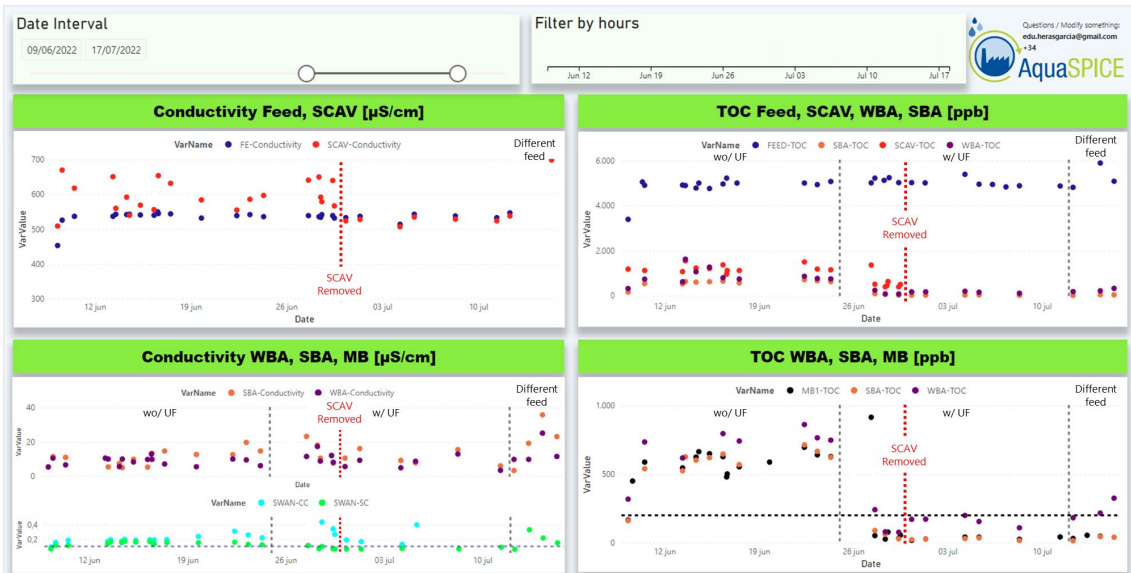 Date Interval
09/06/2022 17/07/2022
Filter by hours
Jun 12 Jun 19 Jun 26 Jul 03 Jul 10 Jul 17
Questions / Modify something:
edu.herasgarcia@gmail.com
+34
AquaSPICE
Conductivity Feed, SCAV [µS/cm]
VarName FE-Conductivity SCAV-Conductivity
Different
feed
700
600
500
400
300
VarValue
SCAV
Removed
12 jun 19 jun 26 jun 03 jul 10 jul
Date
TOC Feed, SCAV, WBA, SBA [ppb]
VarName FEED-TOC SBA-TOC SCAV-TOC WBA-TOC
wo/ UF w/ UF
Different
feed
6.000
4.000
2.000
0
VarValue
SCAV
Removed
12 jun 19 jun 26 jun 03 jul 10 jul
Date
Conductivity WBA, SBA, MB [µS/cm]
VarName SBA-Conductivity WBA-Conductivity
wo/ UF w/ UF
SCAV
Removed
Different
feed
40
20
0
VarValue
Date
VarName SWAN-CC SWAN-SC
0,4
0,2
VarValue
12 jun 19 jun 26 jun 03 jul 10 jul
Date
TOC WBA, SBA, MB [ppb]
VarName MB1-TOC SBA-TOC WBA-TOC
wo/ UF w/ UF
Different
feed
1.000
500
0
VarValue
SCAV
Removed
12 jun 19 jun 26 jun 03 jul 10 jul
Date